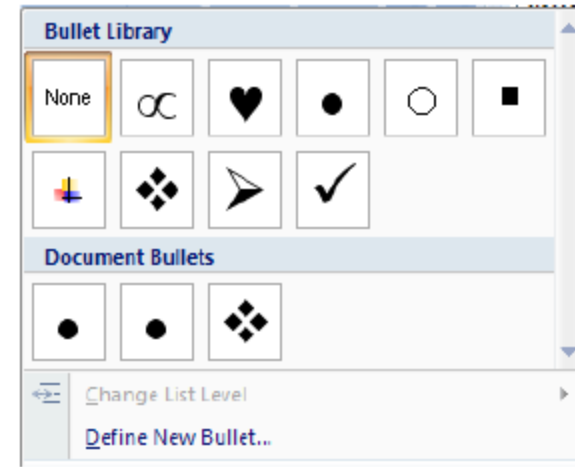 Bullet Library
None
Document Bullets
Change List Level
Define New Bullet...